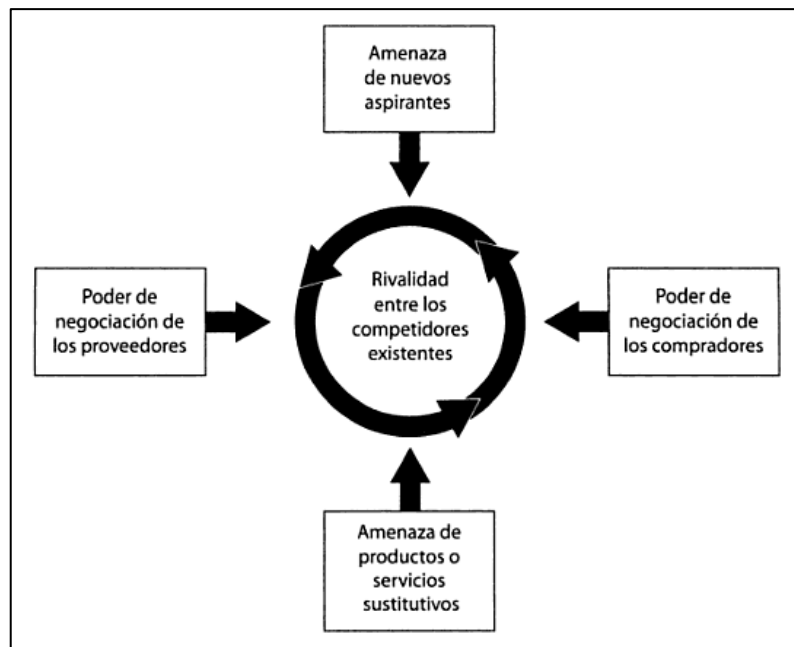 Amenaza
de nuevos
aspirantes
Poder de
negociación de
los proveedores
Rivalidad
entre los
competidores
existentes
Poder de
negociación de
los compradores
Amenaza de
productos o
servicios
sustitutivos